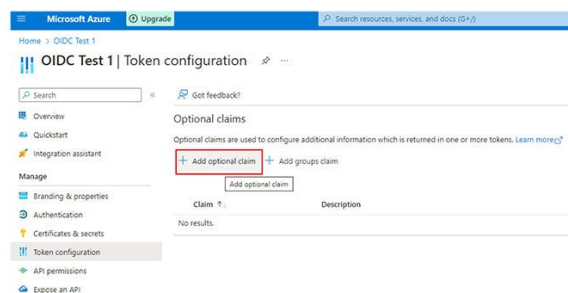 Microsoft Azure
Upgrade
Search resources, services, and docs (G+/)
Home > OIDC Test 1
OIDC Test 1 | Token configuration
Search
Got feedback?
Overview
Quickstart
Integration assistant
Manage
Branding & properties
Authentication
Certificates & secrets
Token configuration
API permissions
Expose an API
Optional claims
Optional claims are used to configure additional information which is returned in one or more tokens. Learn more
+ Add optional claim + Add groups claim
Add optional claim
Claim ↑↓ Description
No results.